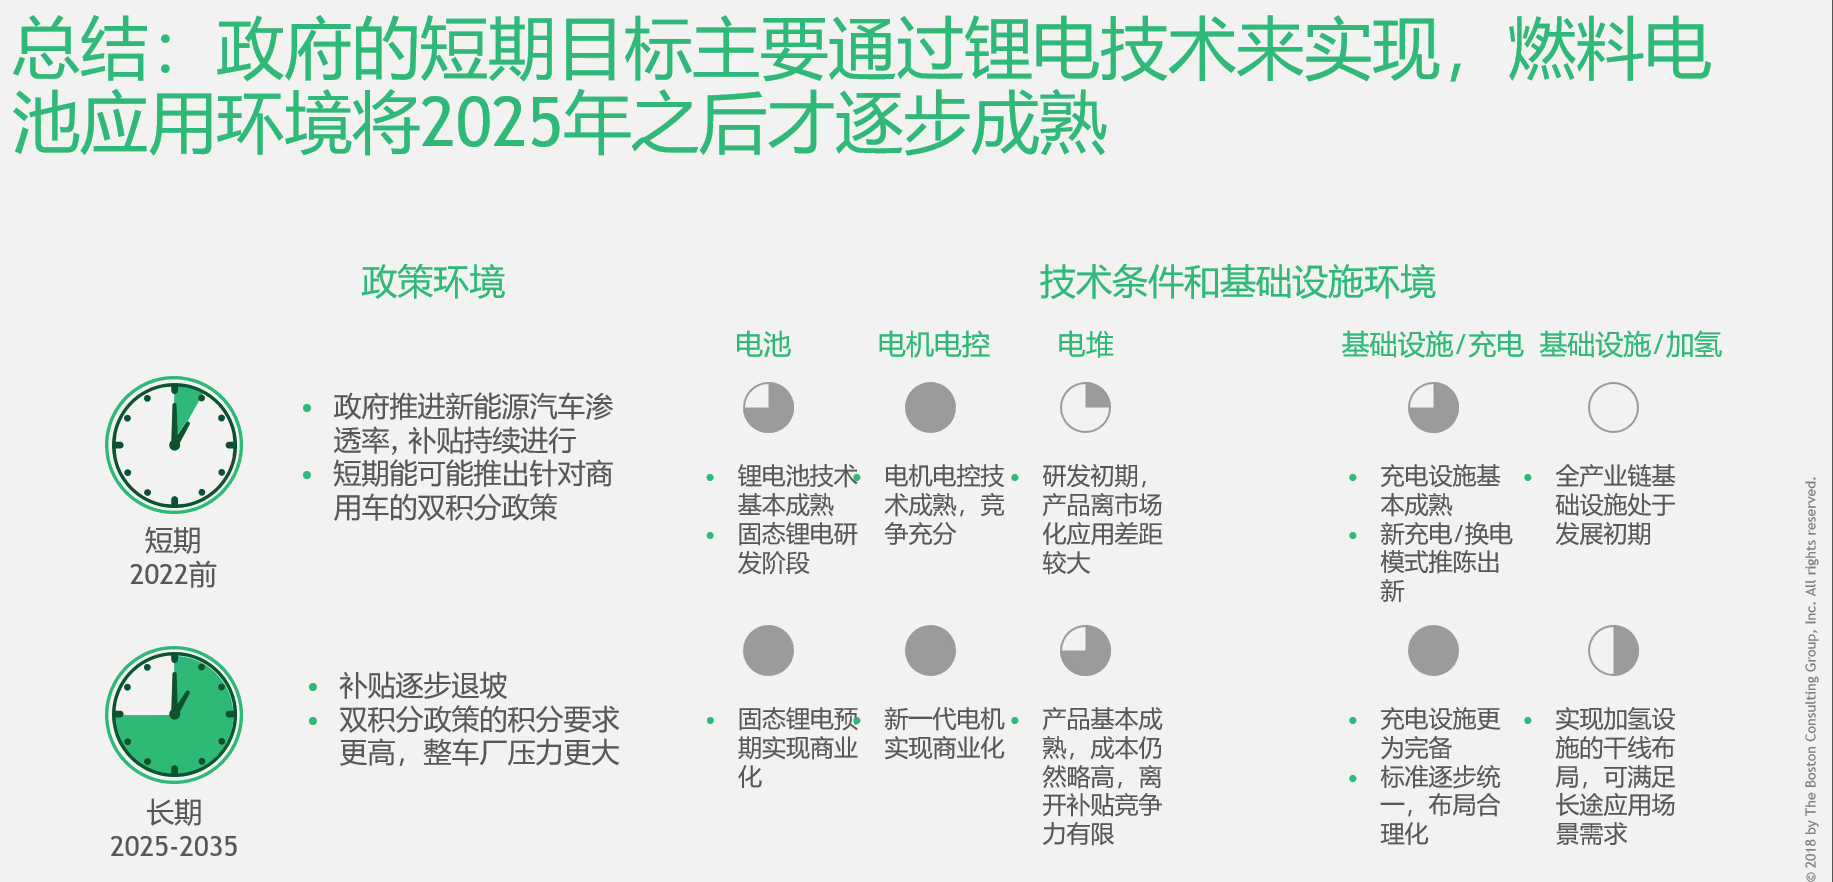 总结：政府的短期目标主要通过锂电技术来实现，燃料电
池应用环境将2025年之后才逐步成熟
政策环境
技术条件和基础设施环境
电池
电机电控
电堆
基础设施/充电
基础设施/加氢
短期
2022前
• 政府推进新能源汽车渗
透率，补贴持续进行
• 短期能可能推出针对商
用车的双积分政策
• 锂电池技术
基本成熟
• 固态锂电研
发阶段
• 电机电控技
术成熟，竞
争充分
• 研发初期，
产品离市场
化应用差距
较大
• 充电设施基
本成熟
• 新充电/换电
模式推陈出
新
• 全产业链基
础设施处于
发展初期
长期
2025-2035
• 补贴逐步退坡
• 双积分政策的积分要求
更高，整车厂压力更大
• 固态锂电预
期实现商业
化
• 新一代电机
实现商业化
• 产品基本成
熟，成本仍
然略高，离
开补贴竞争
力有限
• 充电设施更
为完备
• 标准逐步统
一，布局合
理化
• 实现加氢设
施的干线布
局，可满足
长途应用场
景需求
© 2018 by The Boston Consulting Group, Inc. All rights reserved.